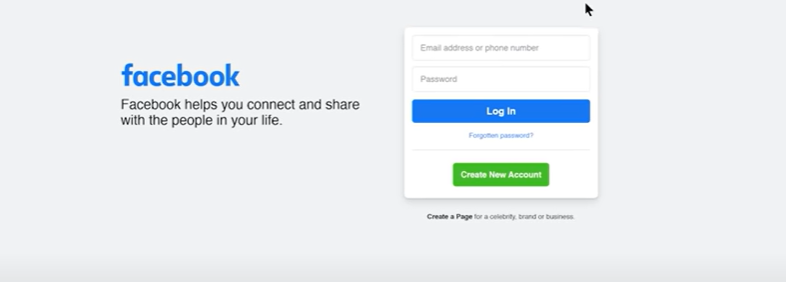 facebook
Facebook helps you connect and share
with the people in your life.
Email address or phone number
Password
Log In
Forgotten password?
Create New Account
Create a Page for a celebrity, brand or business.